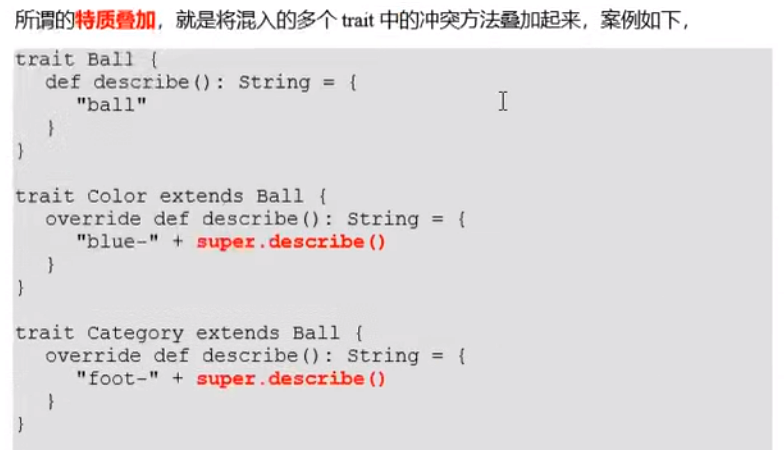 所谓的特质叠加，就是将混入的多个 trait 中的冲突方法叠加起来，案例如下，
trait Ball {
   def describe(): String = {
      "ball"
   }
}
trait Color extends Ball {
   override def describe(): String = {
      "blue-" + super.describe()
   }
}
trait Category extends Ball {
   override def describe(): String = {
      "foot-" + super.describe()
   }
}